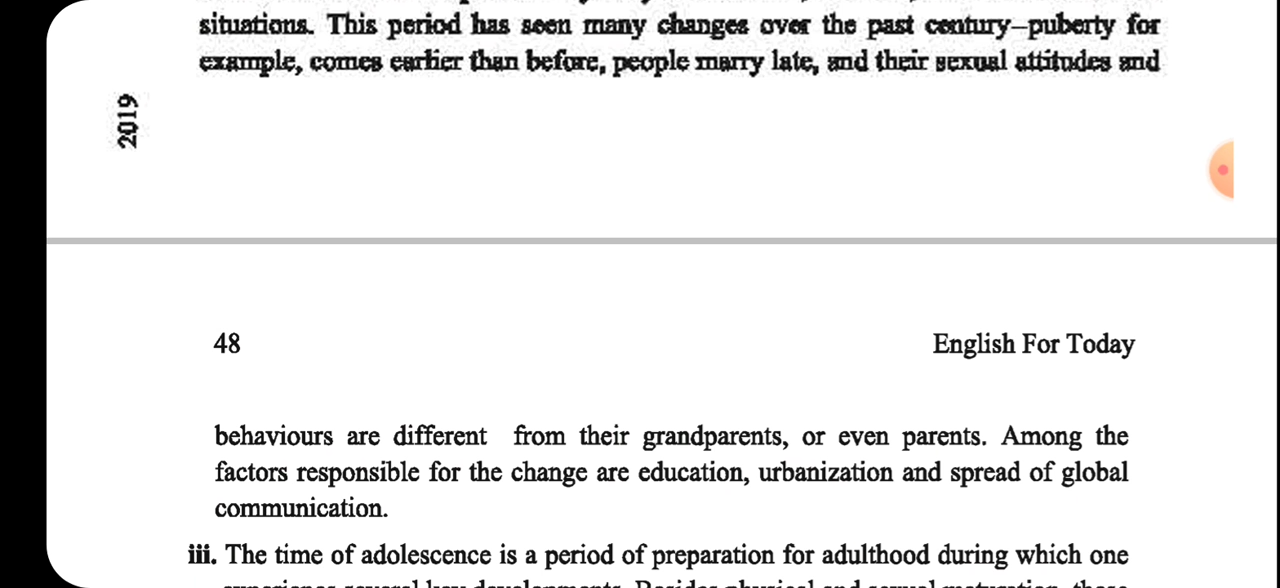 situations. This period has seen many changes over the past century–puberty for
example, comes earlier than before, people marry late, and their sexual attitudes and
2019
48
English For Today
behaviours are different from their grandparents, or even parents. Among the
factors responsible for the change are education, urbanization and spread of global
communication.
iii. The time of adolescence is a period of preparation for adulthood during which one